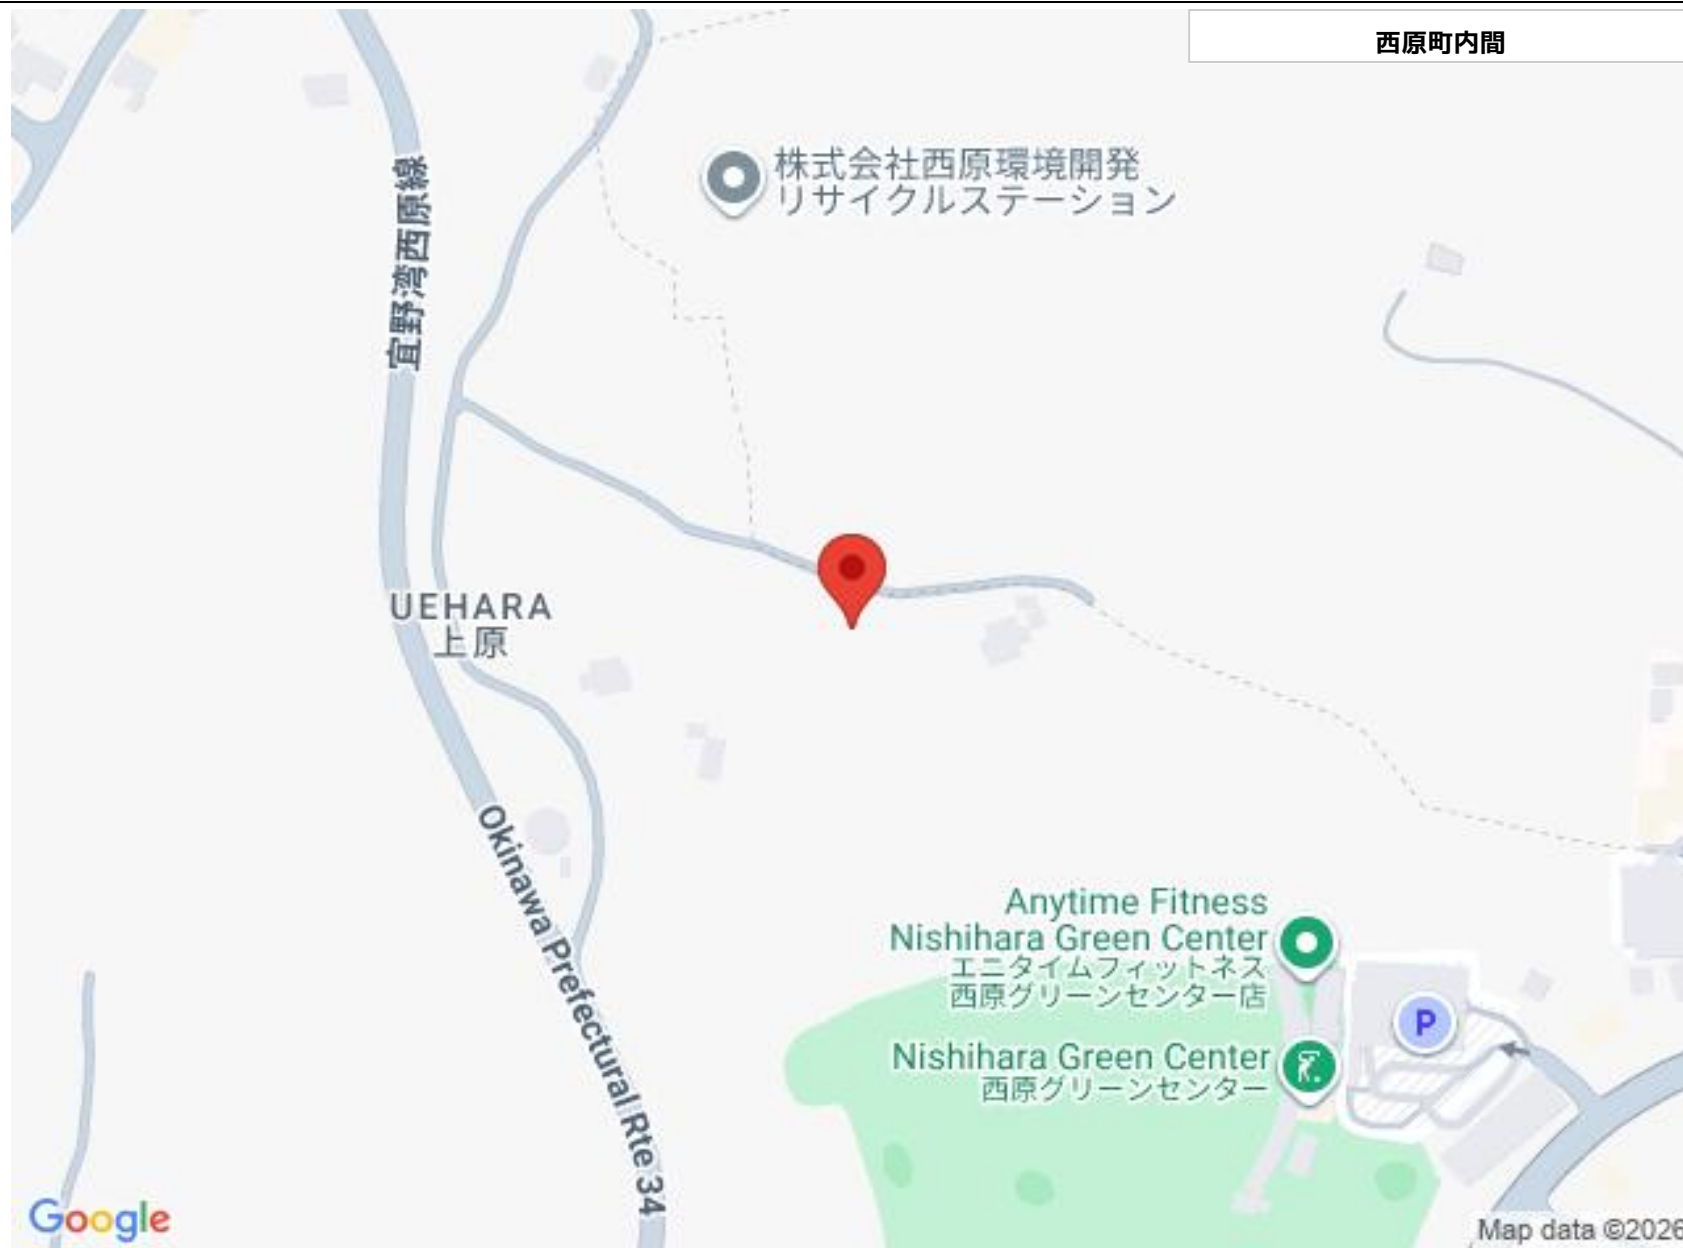 西原町内間
株式会社西原環境開発
リサイクルステーション
宜野湾西原線
UEHARA
上原
Okinawa Prefectural Rte 34
Anytime Fitness
Nishihara Green Center
エニタイムフィットネス
西原グリーンセンター店
P
Nishihara Green Center
西原グリーンセンター
Google
Map data ©2026